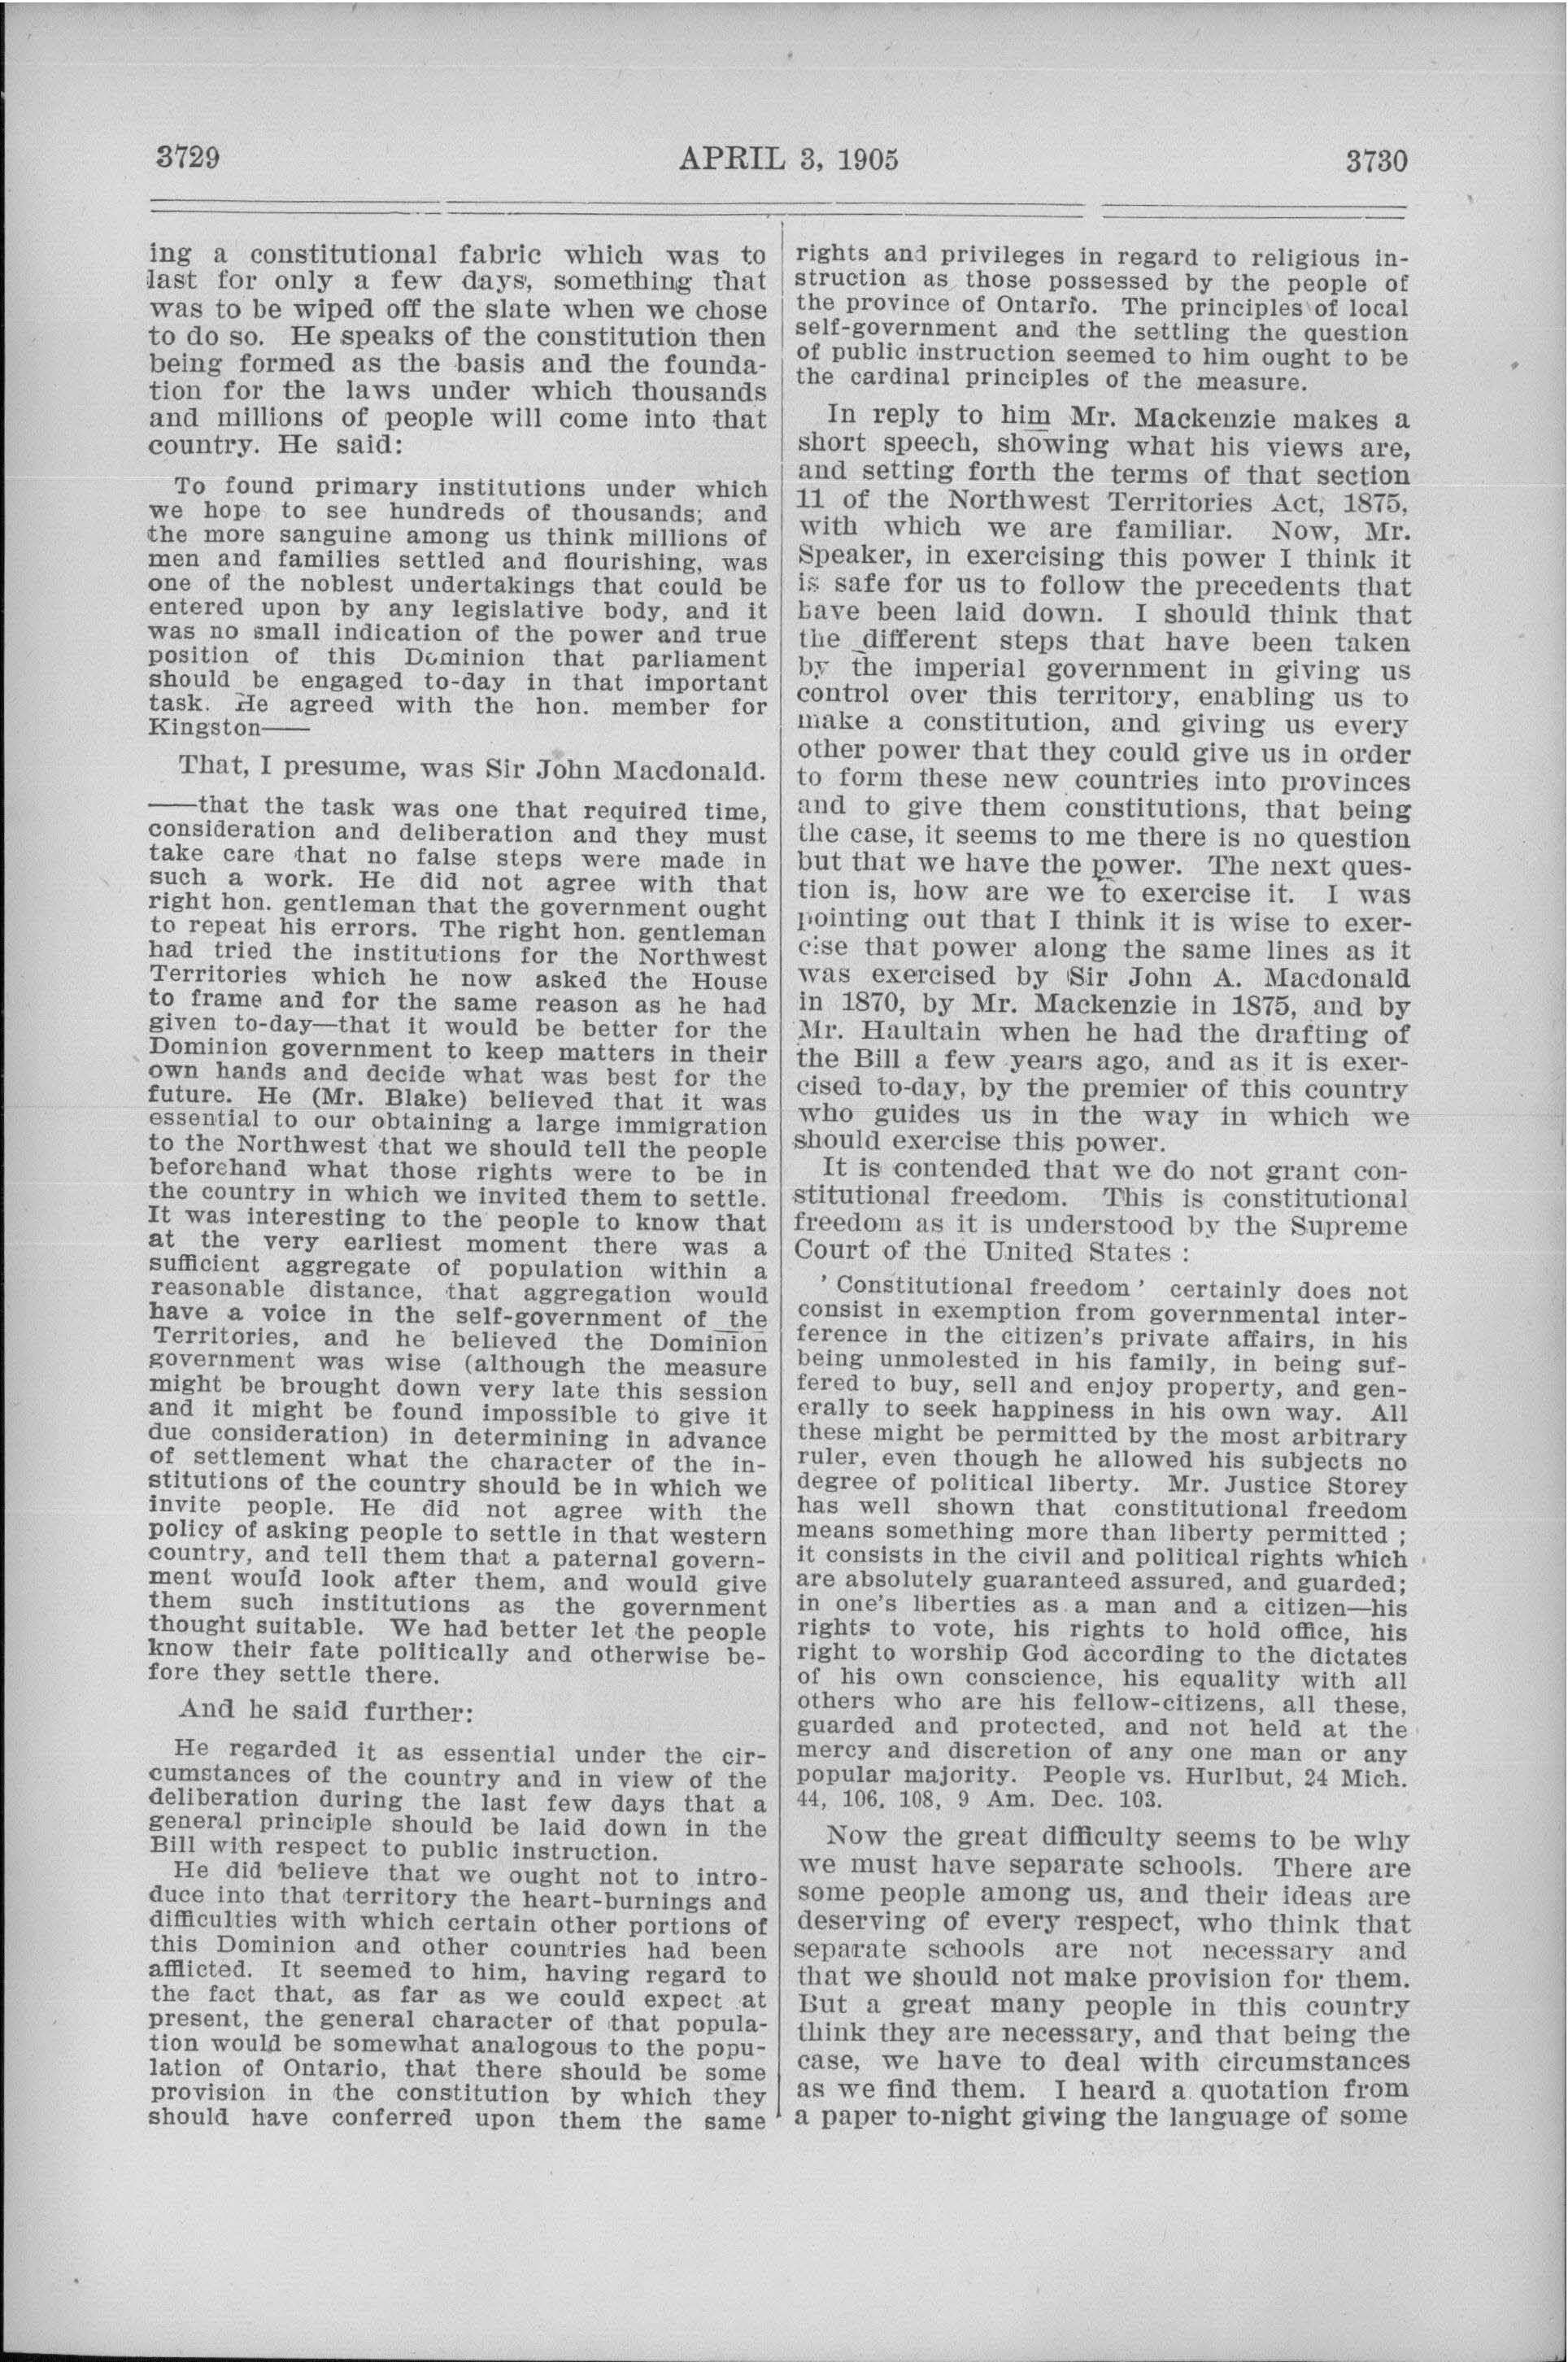 3729
APRIL 3, 1905
3730
ing a constitutional fabric which was to
last for only a few days, something that
was to be wiped off the slate when we chose
to do so. He speaks of the constitution then
being formed as the basis and the founda-
tion for the laws under which thousands
and millions of people will come into that
country. He said:
To found primary institutions under which
we hope to see hundreds of thousands; and
the more sanguine among us think millions of
men and families settled and flourishing, was
one of the noblest undertakings that could be
entered upon by any legislative body, and it
was no small indication of the power and true
position of this Dominion that parliament
should be engaged to-day in that important
task. He agreed with the hon. member for
Kingston——
That, I presume, was Sir John Macdonald.
——that the task was one that required time,
consideration and deliberation and they must
take care that no false steps were made in
such a work. He did not agree with that
right hon. gentleman that the government ought
to repeat his errors. The right hon. gentleman
had tried the institutions for the Northwest
Territories which he now asked the House
to frame and for the same reason as he had
given to-day—that it would be better for the
Dominion government to keep matters in their
own hands and decide what was best for the
future. He (Mr. Blake) believed that it was
essential to our obtaining a large immigration
to the Northwest that we should tell the people
beforehand what those rights were to be in
the country in which we invited them to settle.
It was interesting to the people to know that
at the very earliest moment there was a
sufficient aggregate of population within a
reasonable distance, that aggregation would
have a voice in the self-government of the
Territories, and he believed the Dominion
government was wise (although the measure
might be brought down very late this session
and it might be found impossible to give it
due consideration) in determining in advance
of settlement what the character of the in-
stitutions of the country should be in which we
invite people. He did not agree with the
policy of asking people to settle in that western
country, and tell them that a paternal govern-
ment would look after them, and would give
them such institutions as the government
thought suitable. We had better let the people
know their fate politically and otherwise be-
fore they settle there.
And he said further:
He regarded it as essential under the cir-
cumstances of the country and in view of the
deliberation during the last few days that a
general principle should be laid down in the
Bill with respect to public instruction.
He did believe that we ought not to intro-
duce into that territory the heart-burnings and
difficulties with which certain other portions of
this Dominion and other countries had been
afflicted. It seemed to him, having regard to
the fact that, as far as we could expect at
present, the general character of that popula-
tion would be somewhat analogous to the popu-
lation of Ontario, that there should be some
provision in the constitution by which they
should have conferred upon them the same
rights and privileges in regard to religious in-
struction as those possessed by the people of
the province of Ontario. The principles of local
self-government and the settling the question
of public instruction seemed to him ought to be
the cardinal principles of the measure.
In reply to him Mr. Mackenzie makes a
short speech, showing what his views are,
and setting forth the terms of that section
11 of the Northwest Territories Act, 1875,
with which we are familiar. Now, Mr.
Speaker, in exercising this power I think it
is safe for us to follow the precedents that
have been laid down. I should think that
the different steps that have been taken
by the imperial government in giving us
control over this territory, enabling us to
make a constitution, and giving us every
other power that they could give us in order
to form these new countries into provinces
and to give them constitutions, that being
the case, it seems to me there is no question
but that we have the power. The next ques-
tion is, how are we to exercise it. I was
pointing out that I think it is wise to exer-
cise that power along the same lines as it
was exercised by Sir John A. Macdonald
in 1870, by Mr. Mackenzie in 1875, and by
Mr. Haultain when he had the drafting of
the Bill a few years ago, and as it is exer-
cised to-day, by the premier of this country
who guides us in the way in which we
should exercise this power.
It is contended that we do not grant con-
stitutional freedom. This is constitutional
freedom as it is understood by the Supreme
Court of the United States :
' Constitutional freedom ' certainly does not
consist in exemption from governmental inter-
ference in the citizen's private affairs, in his
being unmolested in his family, in being suf-
fered to buy, sell and enjoy property, and gen-
erally to seek happiness in his own way. All
these might be permitted by the most arbitrary
ruler, even though he allowed his subjects no
degree of political liberty. Mr. Justice Storey
has well shown that constitutional freedom
means something more than liberty permitted ;
it consists in the civil and political rights which
are absolutely guaranteed assured, and guarded;
in one's liberties as a man and a citizen—his
rights to vote, his rights to hold office, his
right to worship God according to the dictates
of his own conscience, his equality with all
others who are his fellow-citizens, all these,
guarded and protected, and not held at the
mercy and discretion of any one man or any
popular majority. People vs. Hurlbut, 24 Mich.
44, 106, 108, 9 Am. Dec. 103.
Now the great difficulty seems to be why
we must have separate schools. There are
some people among us, and their ideas are
deserving of every respect, who think that
separate schools are not necessary and
that we should not make provision for them.
But a great many people in this country
think they are necessary, and that being the
case, we have to deal with circumstances
as we find them. I heard a quotation from
a paper to-night giving the language of some